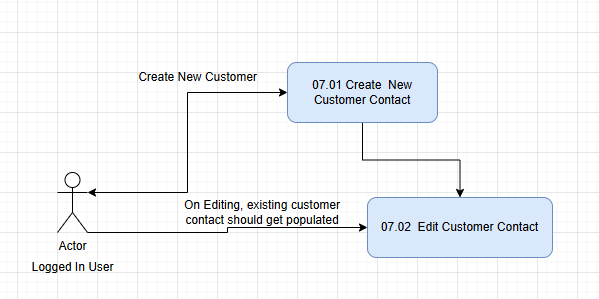 Create New Customer
07.01 Create  New
Customer Contact
On Editing, existing customer
contact should get populated
07.02  Edit Customer Contact
Actor
Logged In User